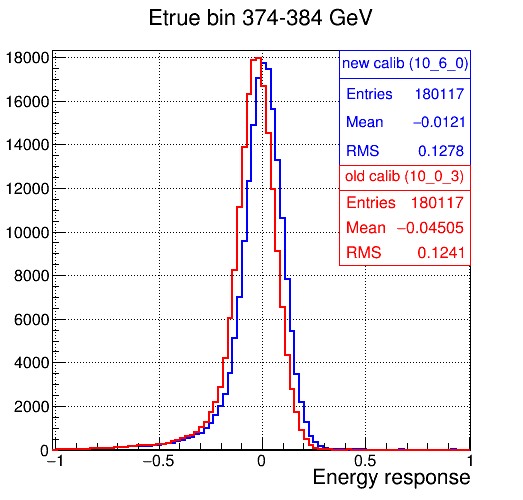 Etrue bin 374-384 GeV
new calib (10_6_0)
Entries 180117
Mean −0.0121
RMS 0.1278
old calib (10_0_3)
Entries 180117
Mean −0.04505
RMS 0.1241
18000
16000
14000
12000
10000
8000
6000
4000
2000
0
−1 −0.5 0 0.5 1
Energy response